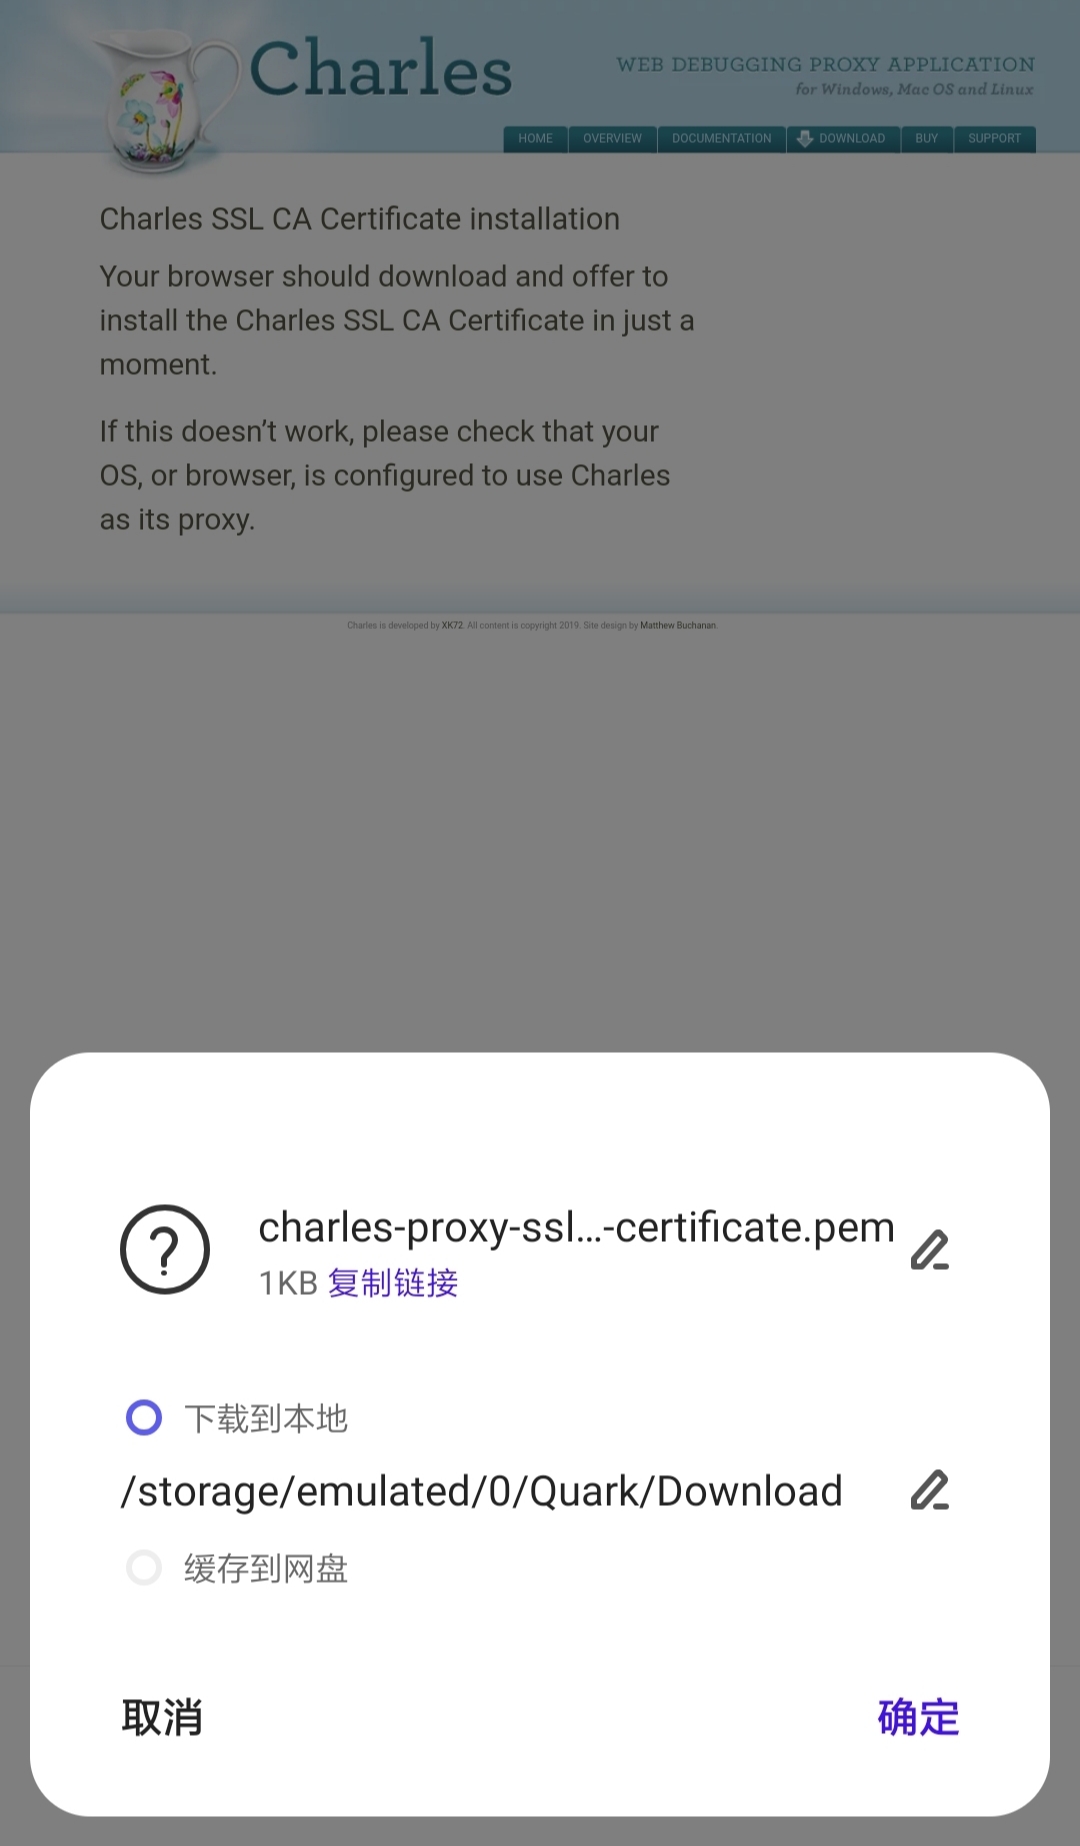 Charles
WEB DEBUGGING PROXY APPLICATION
for Windows, Mac OS and Linux
HOME OVERVIEW DOCUMENTATION DOWNLOAD BUY SUPPORT
Charles SSL CA Certificate installation
Your browser should download and offer to
install the Charles SSL CA Certificate in just a
moment.
If this doesn’t work, please check that your
OS, or browser, is configured to use Charles
as its proxy.
Charles is developed by XK72. All content is copyright 2019. Site design by Matthew Buchanan.
charles-proxy-ssl...-certificate.pem
1KB 复制链接
下载到本地
/storage/emulated/0/Quark/Download
缓存到网盘
取消 确定